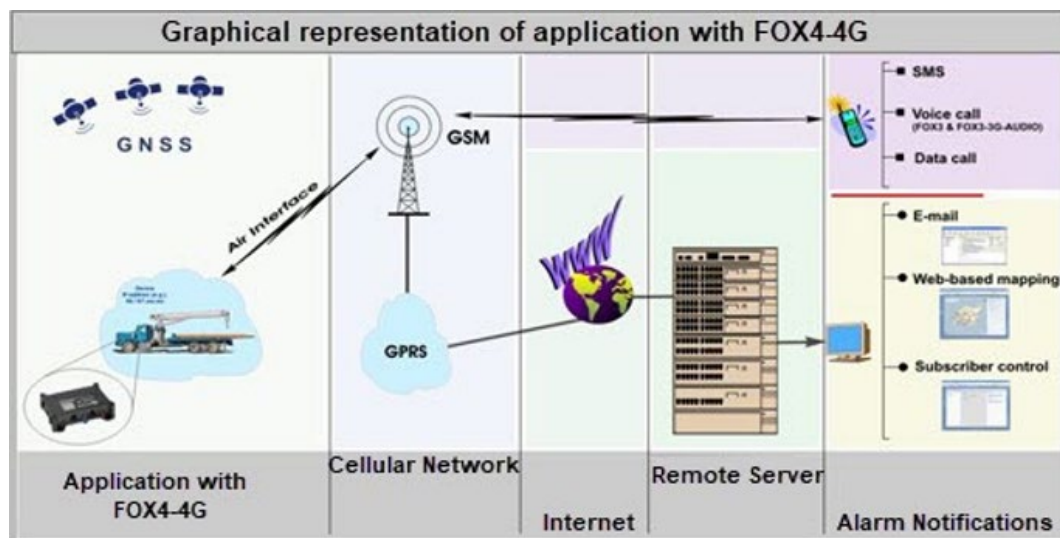 Graphical representation of application with FOX4-4G
GNSS
Air Interface
GSM
GPRS
WWW
SMS
Voice call
(FOX3 & FOX3-3G-AUDIO)
Data call
E-mail
Web-based mapping
Subscriber control
Application with
FOX4-4G
Cellular Network
Internet
Remote Server
Alarm Notifications